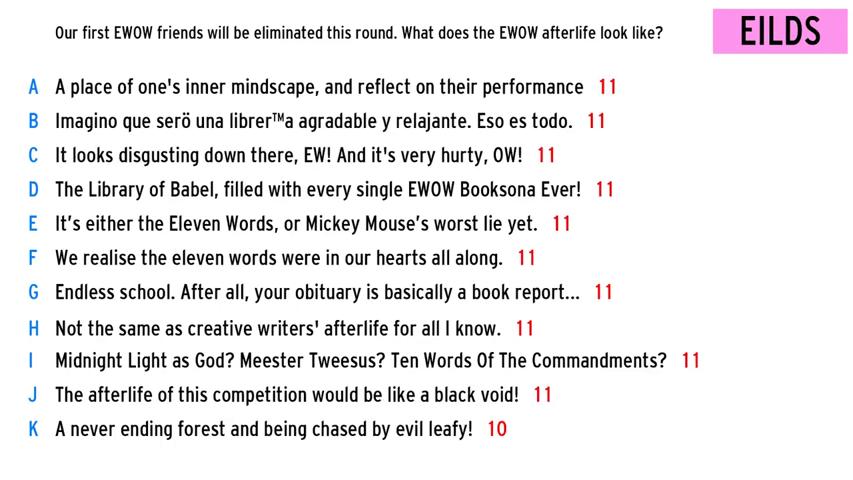 Our first EWOW friends will be eliminated this round. What does the EWOW afterlife look like?
EILDS
A A place of one's inner mindscape, and reflect on their performance 11
B Imagino que serö una librer™a agradable y relajante. Eso es todo. 11
C It looks disgusting down there, EW! And it's very hurty, OW! 11
D The Library of Babel, filled with every single EWOW Booksona Ever! 11
E It’s either the Eleven Words, or Mickey Mouse’s worst lie yet. 11
F We realise the eleven words were in our hearts all along. 11
G Endless school. After all, your obituary is basically a book report... 11
H Not the same as creative writers' afterlife for all I know. 11
I Midnight Light as God? Meester Tweesus? Ten Words Of The Commandments? 11
J The afterlife of this competition would be like a black void! 11
K A never ending forest and being chased by evil leafy! 10